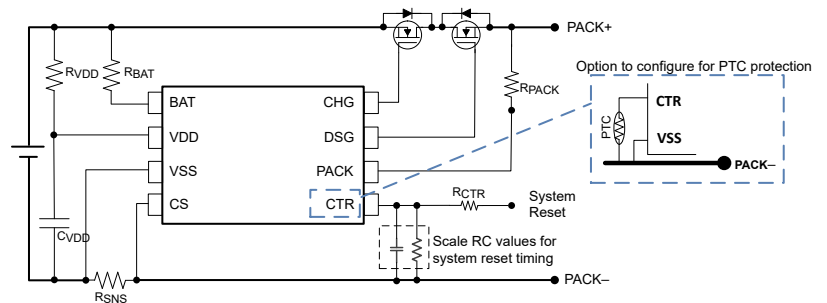 PACK+
Option to configure for PTC protection
RVDD
RBAT
RPACK
CTR
PTC
VSS
PACK–
BAT
CHG
VDD
DSG
VSS
PACK
CS
CTR
RCTR
System
Reset
CVDD
Scale RC values for
system reset timing
RSNS
PACK–